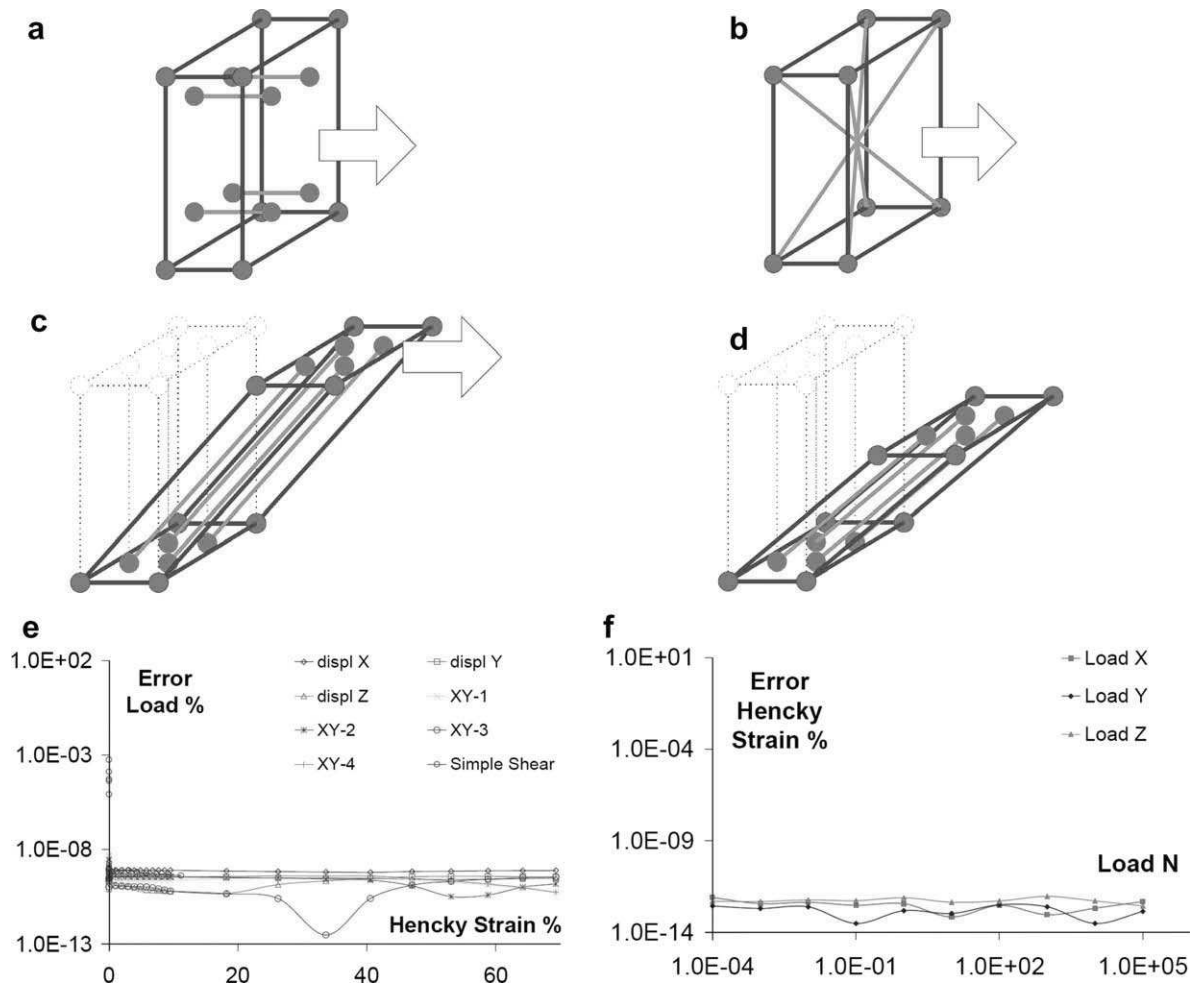 a
b
c
d
e
1.0E+02
1.0E-03
1.0E-08
1.0E-13
Error
Load %
displ X
displ Y
displ Z
XY-1
XY-2
XY-3
XY-4
Simple Shear
Hencky Strain %
0
20
40
60
f
1.0E+01
1.0E-04
1.0E-09
1.0E-14
Error
Hencky
Strain %
Load X
Load Y
Load Z
Load N
1.0E-04
1.0E-01
1.0E+02
1.0E+05